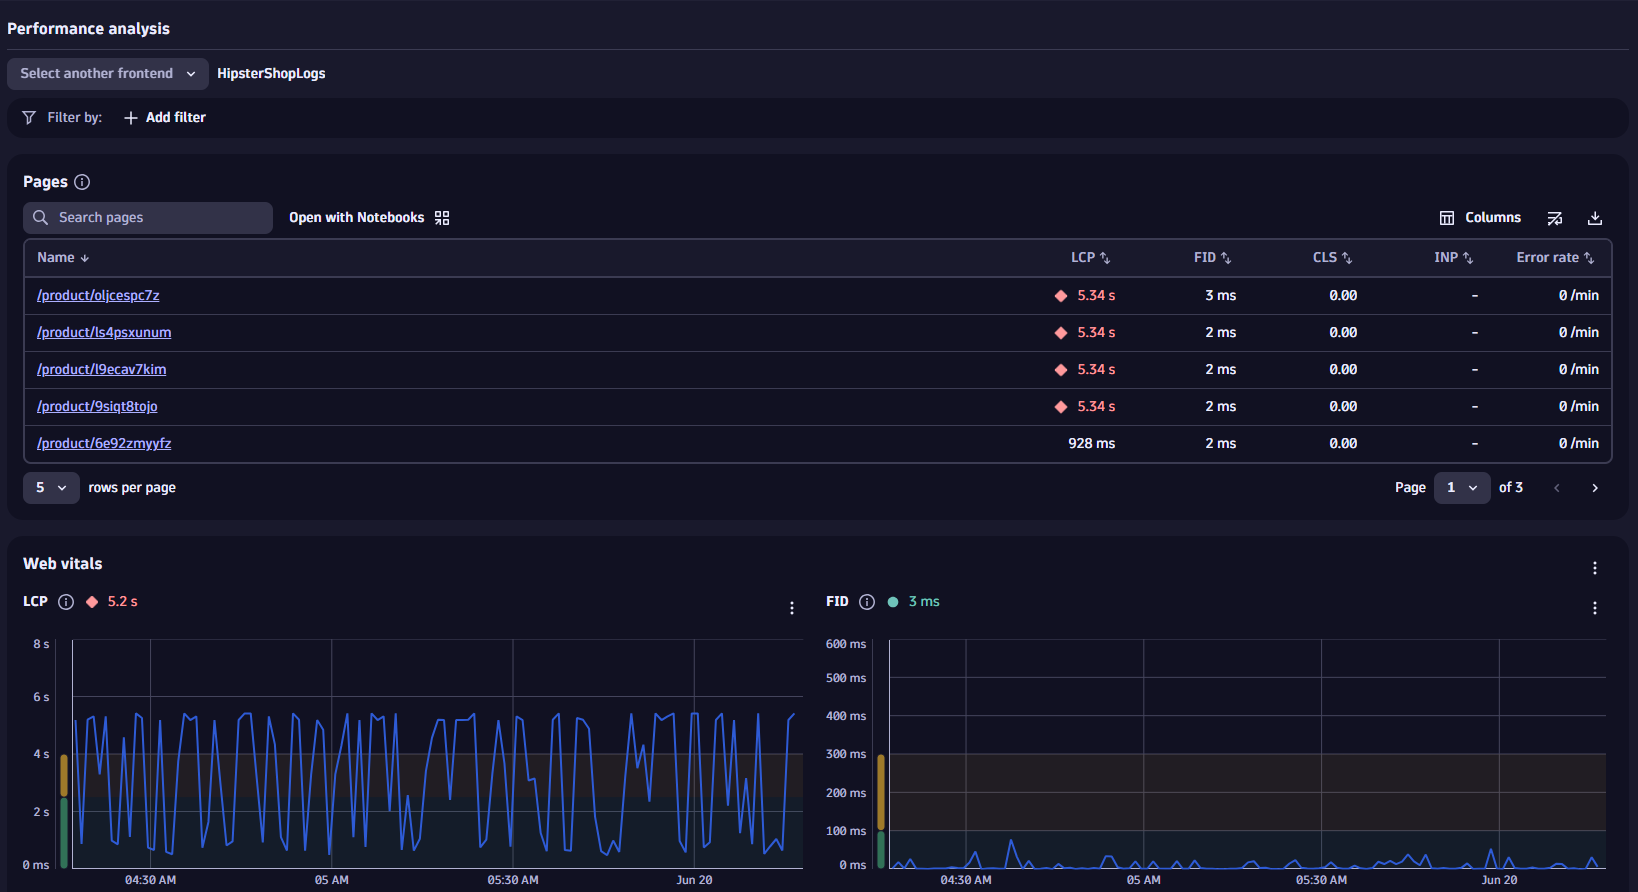 Performance analysis
Select another frontend HipsterShopLogs
Filter by: Add filter
Pages
Search pages Open with Notebooks Columns
Name LCP FID CLS INP Error rate
/product/oljcespc7z 5.34 s 3 ms 0.00 - 0 /min
/product/ls4psxunum 5.34 s 2 ms 0.00 - 0 /min
/product/l9ecav7kim 5.34 s 2 ms 0.00 - 0 /min
/product/9siqt8tojo 5.34 s 2 ms 0.00 - 0 /min
/product/6e92zmyyfz 928 ms 2 ms 0.00 - 0 /min
5 rows per page Page 1 of 3
Web vitals
LCP 5.2 s
8 s
6 s
4 s
2 s
0 ms
04:30 AM 05 AM 05:30 AM Jun 20
FID 3 ms
600 ms
500 ms
400 ms
300 ms
200 ms
100 ms
0 ms
04:30 AM 05 AM 05:30 AM Jun 20